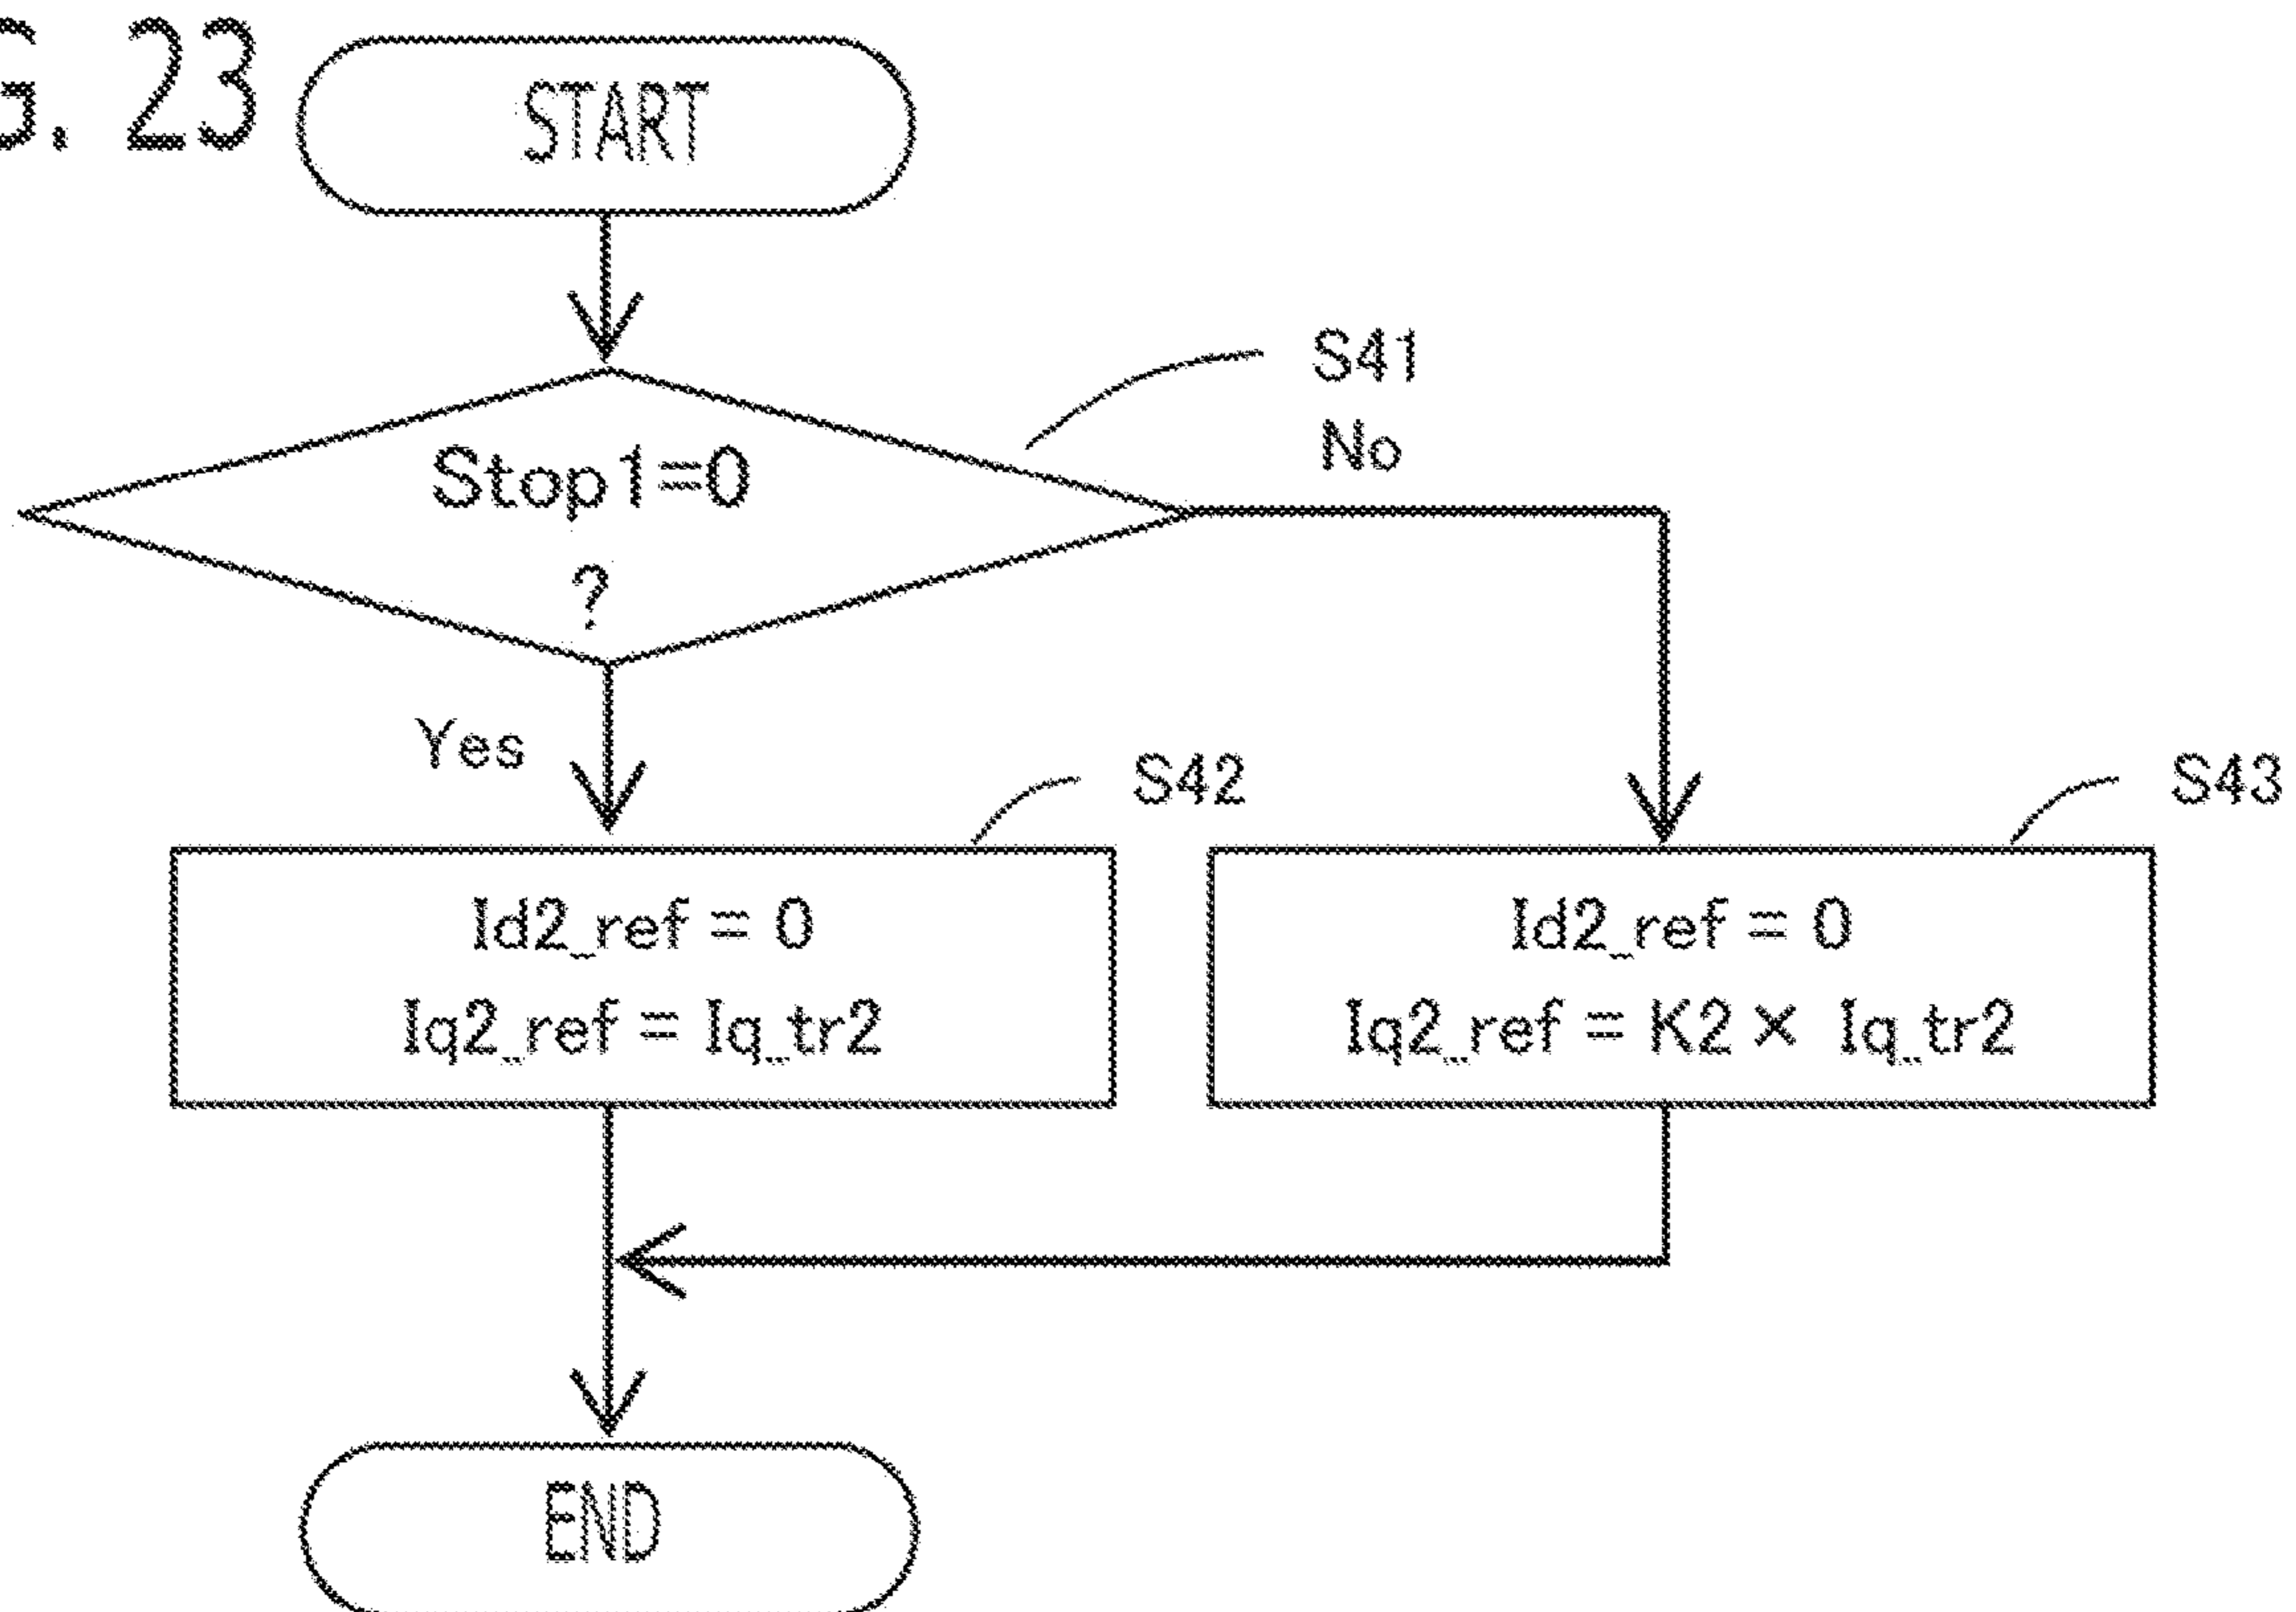 G. 23
START
S41
No
Stop1=0
?
Yes
S42
S43
Id2_ref = 0
Iq2_ref = Iq_tr2
Id2_ref = 0
Iq2_ref = K2 × Iq_tr2
END